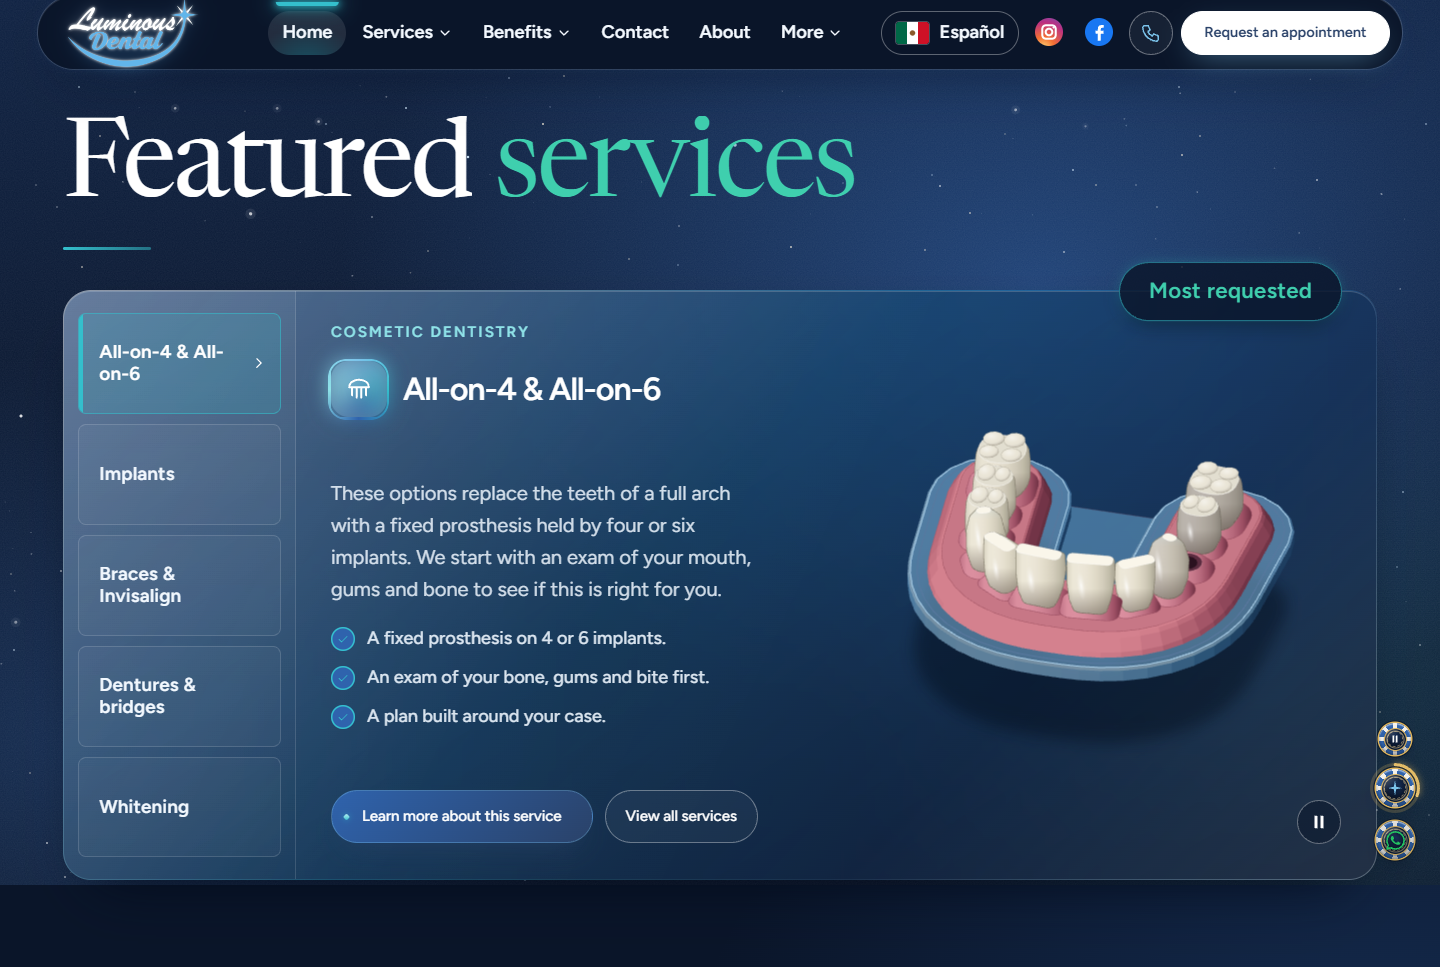 Luminous
Dental
Home
Services
Benefits
Contact
About
More
Español
Request an appointment
Featured services
Most requested
All-on-4 & All-
on-6
Implants
Braces &
Invisalign
Dentures &
bridges
Whitening
COSMETIC DENTISTRY
All-on-4 & All-on-6
These options replace the teeth of a full arch
with a fixed prosthesis held by four or six
implants. We start with an exam of your mouth,
gums and bone to see if this is right for you.
A fixed prosthesis on 4 or 6 implants.
An exam of your bone, gums and bite first.
A plan built around your case.
Learn more about this service
View all services